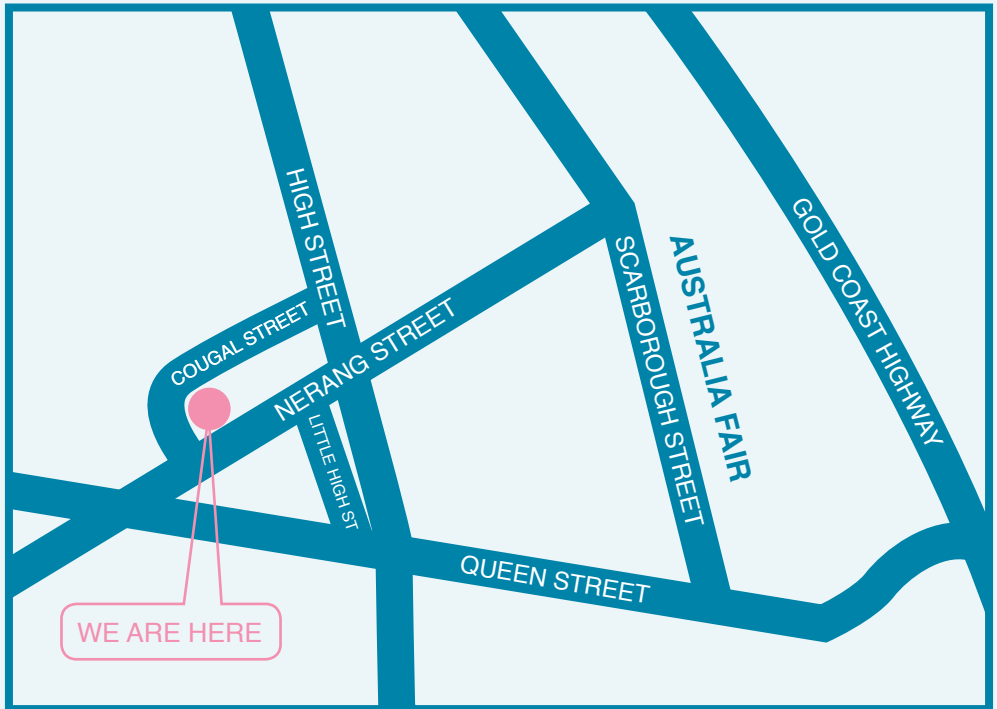 HIGH STREET
GOLD COAST HIGHWAY
AUSTRALIA FAIR
SCARBOROUGH STREET
COUGAL STREET
NERANG STREET
LITTLE HIGH ST
QUEEN STREET
WE ARE HERE